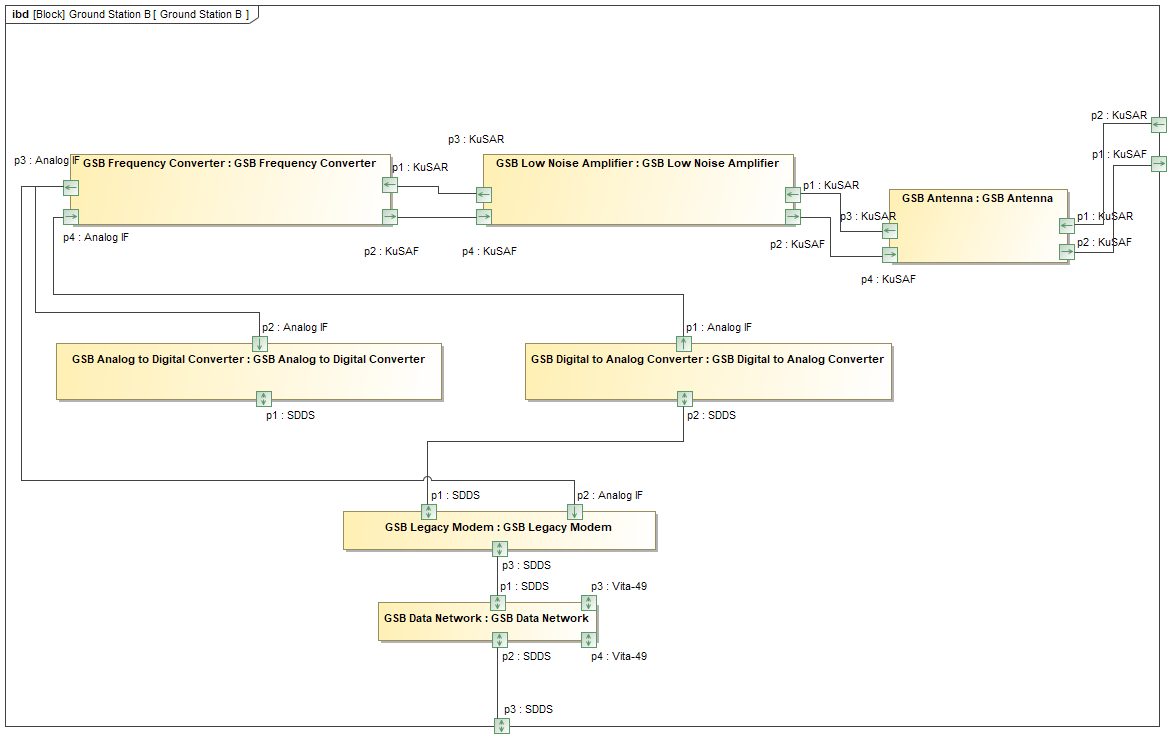 ibd [Block] Ground Station B [ Ground Station B ]
p2 : KuSAR
p1 : KuSAF
p3 : KuSAR
p3 : Analog IF
GSB Frequency Converter : GSB Frequency Converter
p1 : KuSAR
GSB Low Noise Amplifier : GSB Low Noise Amplifier
p1 : KuSAR
GSB Antenna : GSB Antenna
p3 : KuSAR
p1 : KuSAR
p4 : Analog IF
p2 : KuSAF
p4 : KuSAF
p2 : KuSAF
p2 : KuSAF
p4 : KuSAF
p2 : Analog IF
p1 : Analog IF
GSB Analog to Digital Converter : GSB Analog to Digital Converter
GSB Digital to Analog Converter : GSB Digital to Analog Converter
p1 : SDDS
p2 : SDDS
p1 : SDDS
p2 : Analog IF
GSB Legacy Modem : GSB Legacy Modem
p3 : SDDS
p1 : SDDS
p3 : Vita-49
GSB Data Network : GSB Data Network
p2 : SDDS
p4 : Vita-49
p3 : SDDS